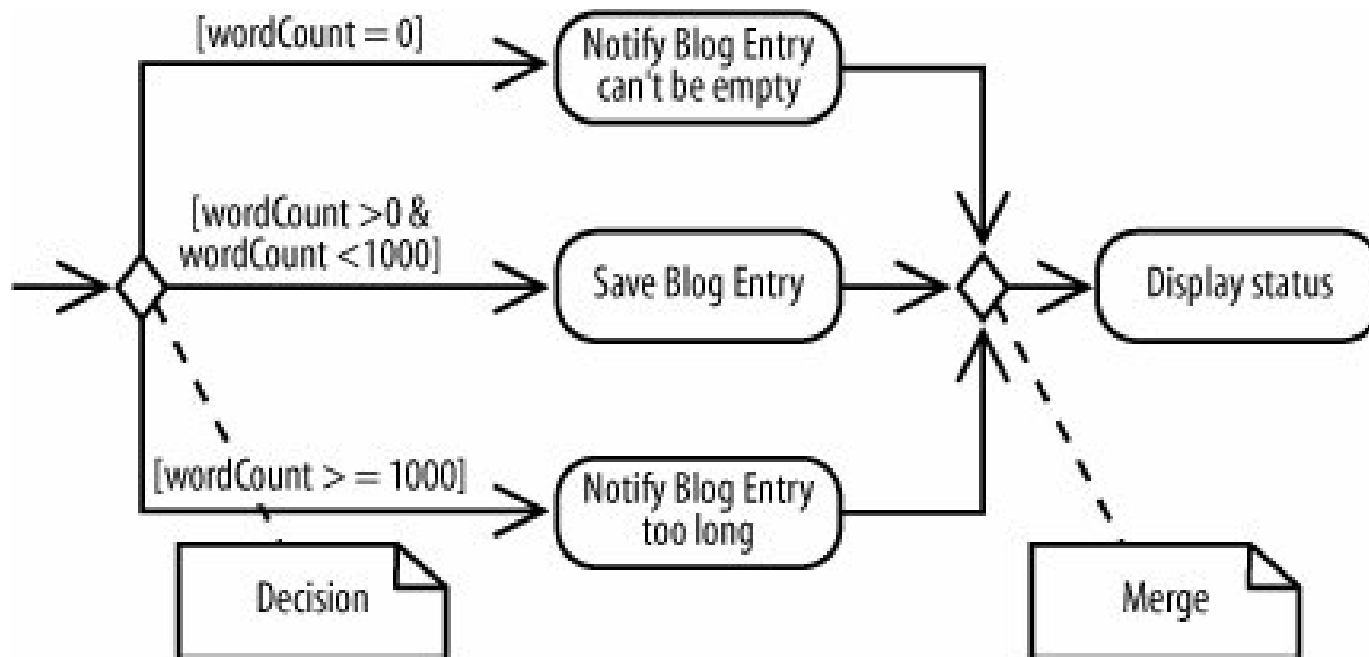 [wordCount = 0]
Notify Blog Entry
can't be empty
[wordCount >0 &
wordCount <1000]
Save Blog Entry
Display status
[wordCount > = 1000]
Notify Blog Entry
too long
Decision
Merge